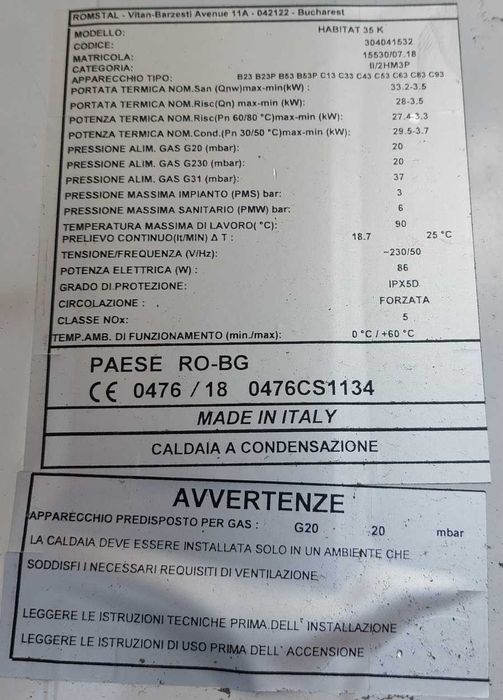 ROMSTAL - Vitan-Barzesti Avenue 11A - 042122 - Bucharest
MODELLO: HABITAT 35 K
CODICE: 304041532
MATRICOLA: 15530/07.18
CATEGORIA: II/2HM3P
APPARECCHIO TIPO: B23 B23P B53 B53P C13 C33 C43 C53 C63 C83 C93
PORTATA TERMICA NOM.San (Qnw)max-min(kW) : 33.2-3.5
PORTATA TERMICA NOM.Risc(Qn) max-min (kW): 28-3.5
POTENZA TERMICA NOM.Risc(Pn 60/80 °C)max-min (kW): 27.4-3.3
POTENZA TERMICA NOM.Cond.(Pn 30/50 °C)max-min (kW): 29.5-3.7
PRESSIONE ALIM. GAS G20 (mbar): 20
PRESSIONE ALIM. GAS G230 (mbar): 20
PRESSIONE ALIM. GAS G31 (mbar): 37
PRESSIONE MASSIMA IMPIANTO (PMS) bar: 3
PRESSIONE MASSIMA SANITARIO (PMW) bar: 6
TEMPERATURA MASSIMA DI LAVORO( °C): 90
PRELIEVO CONTINUO(lt/MIN) Δ T : 18.7 25 °C
TENSIONE/FREQUENZA (V/Hz): ~230/50
POTENZA ELETTRICA (W) : 86
GRADO DI PROTEZIONE: IPX5D
CIRCOLAZIONE : FORZATA
CLASSE NOx: 5
TEMP.AMB. DI FUNZIONAMENTO (min./max): 0 °C / +60 °C
PAESE RO-BG
CE 0476 / 18 0476CS1134
MADE IN ITALY
CALDAIA A CONDENSAZIONE
AVVERTENZE
APPARECCHIO PREDISPOSTO PER GAS : G20 20 mbar
LA CALDAIA DEVE ESSERE INSTALLATA SOLO IN UN AMBIENTE CHE
SODDISFI I NECESSARI REQUISITI DI VENTILAZIONE
LEGGERE LE ISTRUZIONI TECNICHE PRIMA DELL' INSTALLAZIONE
LEGGERE LE ISTRUZIONI DI USO PRIMA DELL' ACCENSIONE